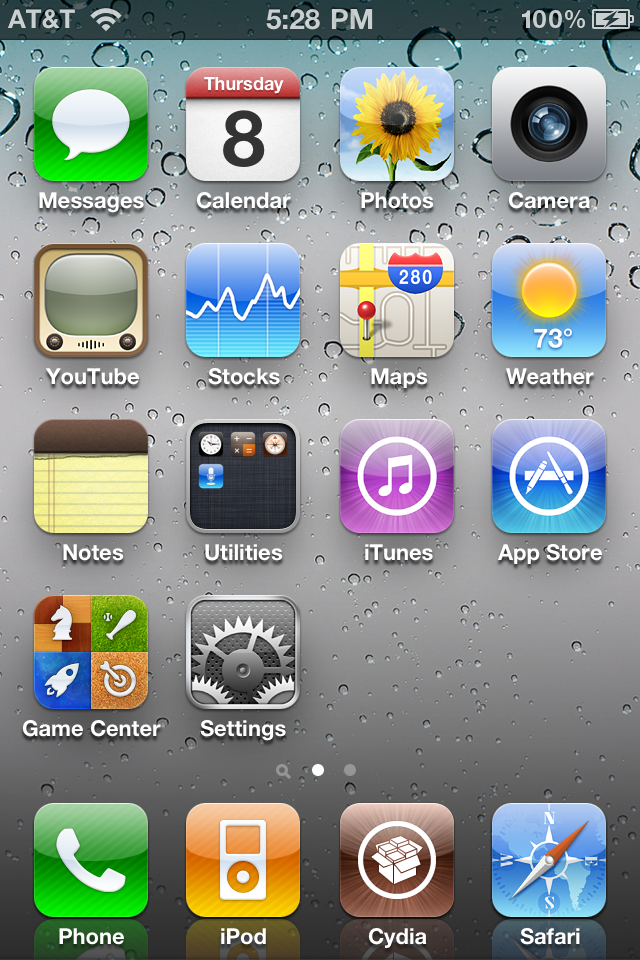 AT&T 5:28 PM 100%
Thursday
8
Messages Calendar Photos Camera
280
73°
YouTube Stocks Maps Weather
Notes Utilities iTunes App Store
Game Center Settings
N
E
S
Phone iPod Cydia Safari